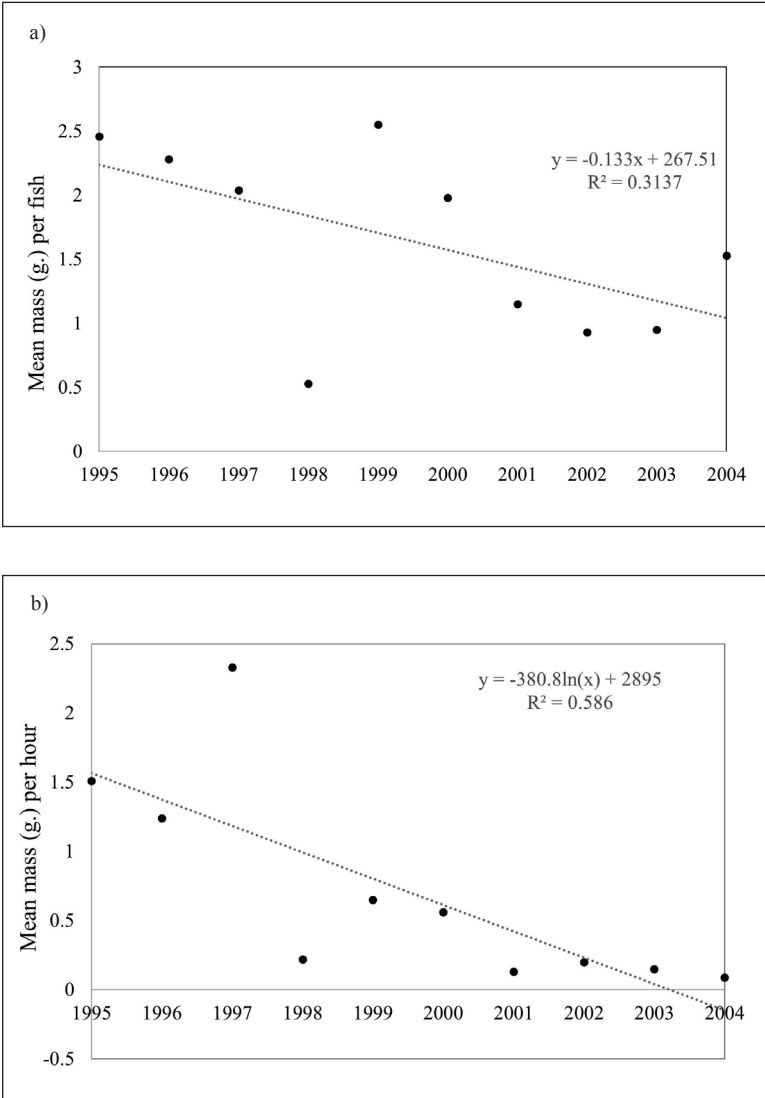 a)
3
2.5
2
1.5
1
0.5
0
Mean mass (g.) per fish
y = -0.133x + 267.51
R² = 0.3137
1995 1996 1997 1998 1999 2000 2001 2002 2003 2004
b)
2.5
2
1.5
1
0.5
0
-0.5
Mean mass (g.) per hour
y = -380.8ln(x) + 2895
R² = 0.586
1995 1996 1997 1998 1999 2000 2001 2002 2003 2004